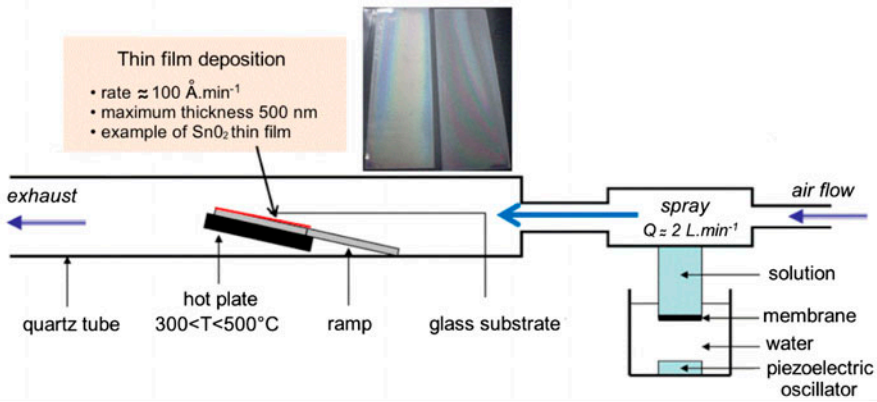 Thin film deposition
• rate ≈ 100 Å.min⁻¹
• maximum thickness 500 nm
• example of Sn0₂ thin film
exhaust
air flow
spray
Q ≈ 2 L.min⁻¹
solution
hot plate
300<T<500°C
quartz tube
ramp
glass substrate
membrane
water
piezoelectric
oscillator